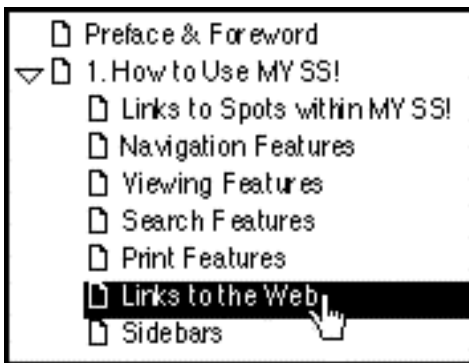 Preface & Foreword
1. How to Use MY SS!
Links to Spots within MY SS!
Navigation Features
Viewing Features
Search Features
Print Features
Links to the Web
Sidebars